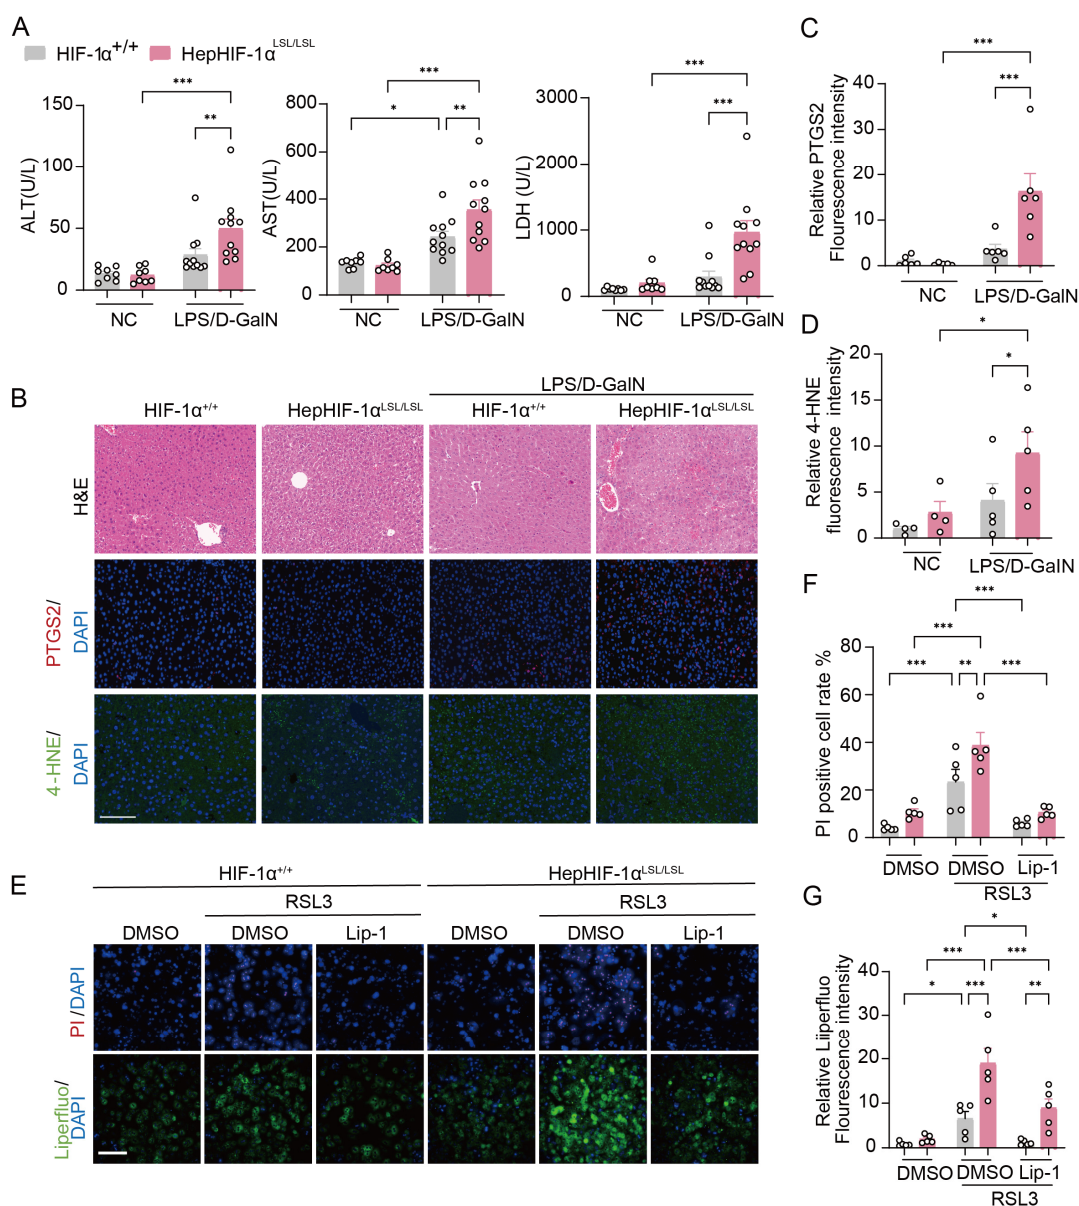 A
HIF-1α+/+ HepHIF-1αLSL/LSL
ALT(U/L)
150
100
50
0
***
**
NC LPS/D-GalN
AST(U/L)
800
600
400
200
0
***
* **
NC LPS/D-GalN
LDH (U/L)
3000
2000
1000
0
***
***
NC LPS/D-GalN
C
Relative PTGS2
Flourescence intensity
40
30
20
10
0
***
***
NC LPS/D-GalN
D
Relative 4-HNE
fluorescence intensity
20
15
10
5
0
*
*
NC LPS/D-GalN
B
LPS/D-GalN
HIF-1α+/+ HepHIF-1αLSL/LSL HIF-1α+/+ HepHIF-1αLSL/LSL
H&E
PTGS2/
DAPI
4-HNE/
DAPI
F
PI positive cell rate %
80
60
40
20
0
***
***
*** ** ***
DMSO DMSO Lip-1
RSL3
E
HIF-1α+/+ HepHIF-1αLSL/LSL
RSL3 RSL3
DMSO DMSO Lip-1 DMSO DMSO Lip-1
PI /DAPI
Liperfluo/
DAPI
G
Relative Liiperfluo
Flourescence intensity
40
30
20
10
0
*
*** ***
* *** **
DMSO DMSO Lip-1
RSL3